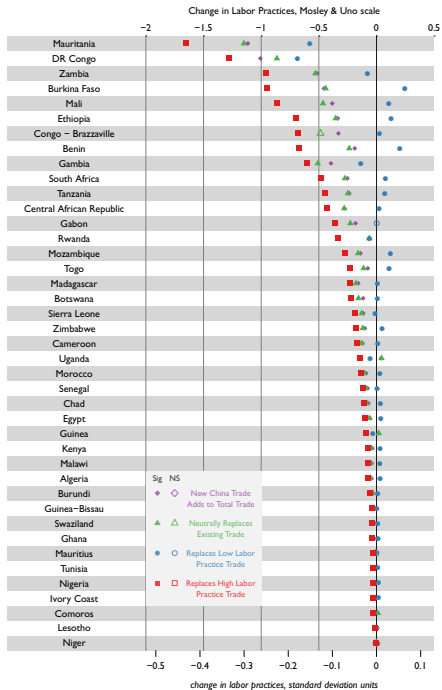 Change in Labor Practices, Mosley & Uno scale
−2 −1.5 −1 −0.5 0 0.5
Mauritania
DR Congo
Zambia
Burkina Faso
Mali
Ethiopia
Congo − Brazzaville
Benin
Gambia
South Africa
Tanzania
Central African Republic
Gabon
Rwanda
Mozambique
Togo
Madagascar
Botswana
Sierra Leone
Zimbabwe
Cameroon
Uganda
Morocco
Senegal
Chad
Egypt
Guinea
Kenya
Malawi
Algeria
Burundi
Guinea−Bissau
Swaziland
Ghana
Mauritius
Tunisia
Nigeria
Ivory Coast
Comoros
Lesotho
Niger
Sig NS
New China Trade
Adds to Total Trade
Neutrally Replaces
Existing Trade
Replaces Low Labor
Practice Trade
Replaces High Labor
Practice Trade
−0.5 −0.4 −0.3 −0.2 −0.1 0 0.1
change in labor practices, standard deviation units